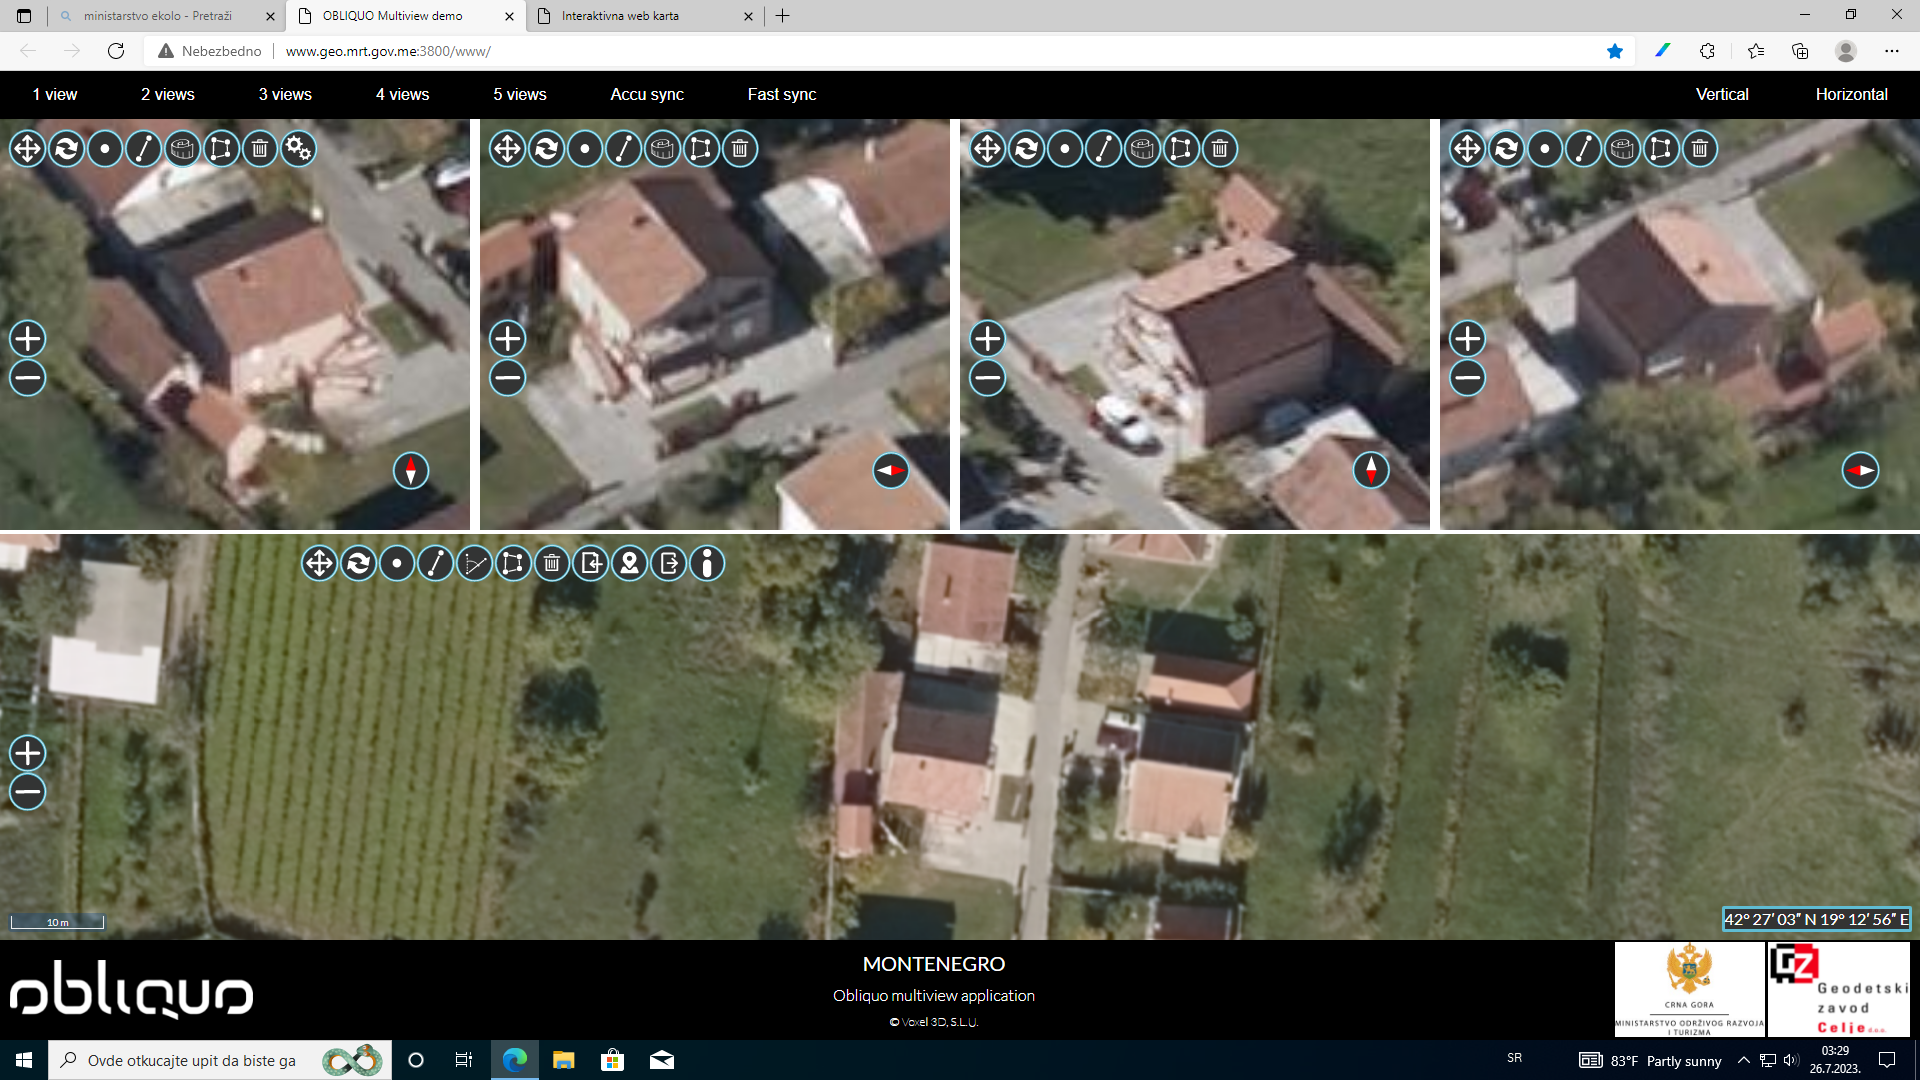 ministarstvo ekolo - Pretraži
OBLIQUO Multiview demo
Interaktivna web karta
Nebezbedno
www.geo.mrt.gov.me:3800/www/
1 view
2 views
3 views
4 views
5 views
Accu sync
Fast sync
Vertical
Horizontal
10 m
42° 27′ 03″ N 19° 12′ 56″ E
obliquo
MONTENEGRO
Obliquo multiview application
© Voxel 3D, S.L.U.
CRNA GORA
MINISTARSTVO ODRŽIVOG RAZVOJA
I TURIZMA
GZ
Geodetski
zavod
Celje d.o.o.
Ovde otkucajte upit da biste ga
SR
83°F Partly sunny
03:29
26.7.2023.